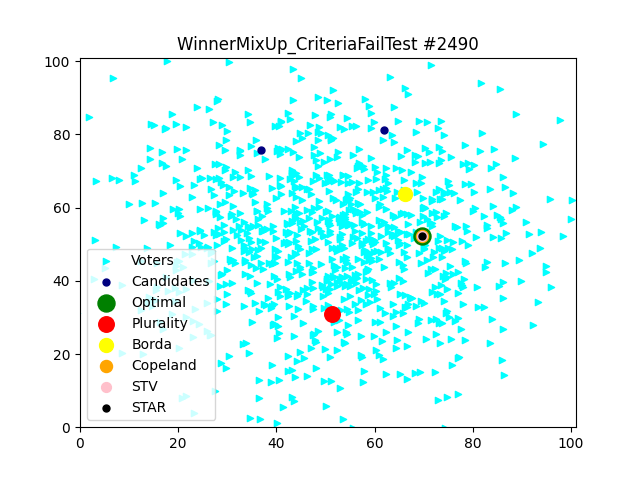 WinnerMixUp_CriteriaFailTest #2490
100
80
60
40
20
0
0
20
40
60
80
100
Voters
Candidates
Optimal
Plurality
Borda
Copeland
STV
STAR